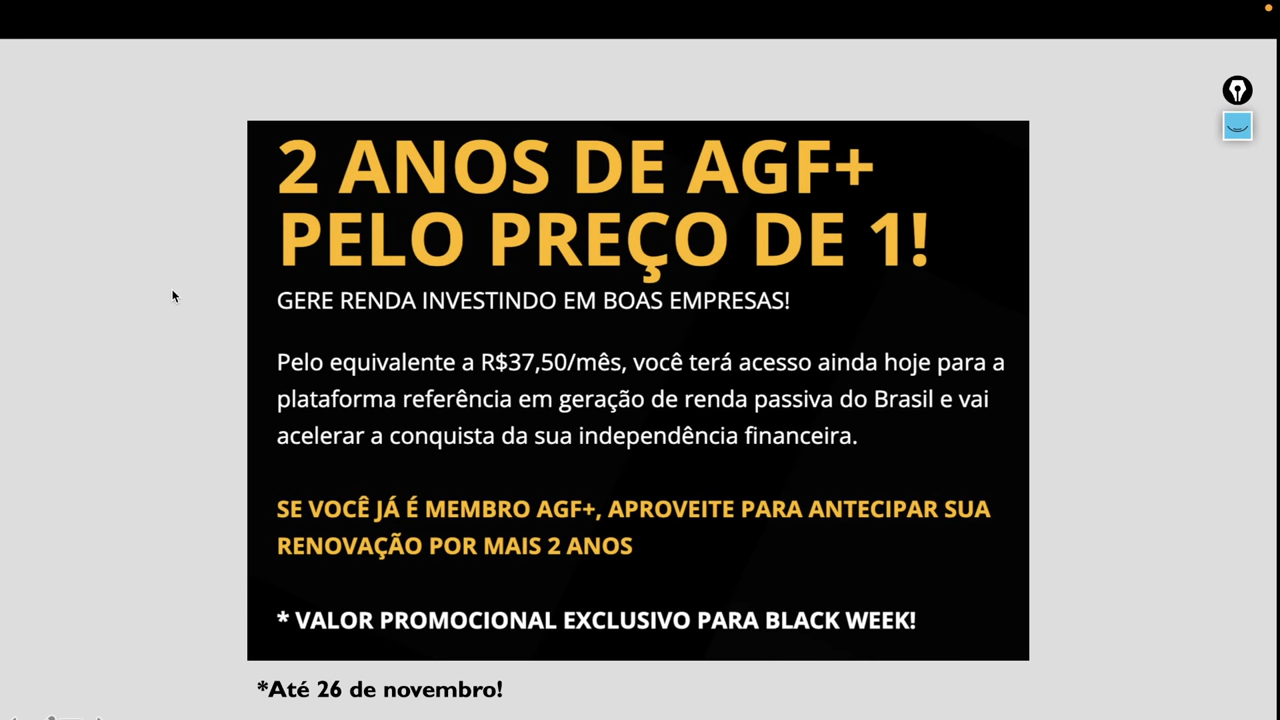 2 ANOS DE AGF+
PELO PREÇO DE 1!
GERE RENDA INVESTINDO EM BOAS EMPRESAS!
Pelo equivalente a R$37,50/mês, você terá acesso ainda hoje para a
plataforma referência em geração de renda passiva do Brasil e vai
acelerar a conquista da sua independência financeira.
SE VOCÊ JÁ É MEMBRO AGF+, APROVEITE PARA ANTECIPAR SUA
RENOVAÇÃO POR MAIS 2 ANOS
* VALOR PROMOCIONAL EXCLUSIVO PARA BLACK WEEK!
*Até 26 de novembro!